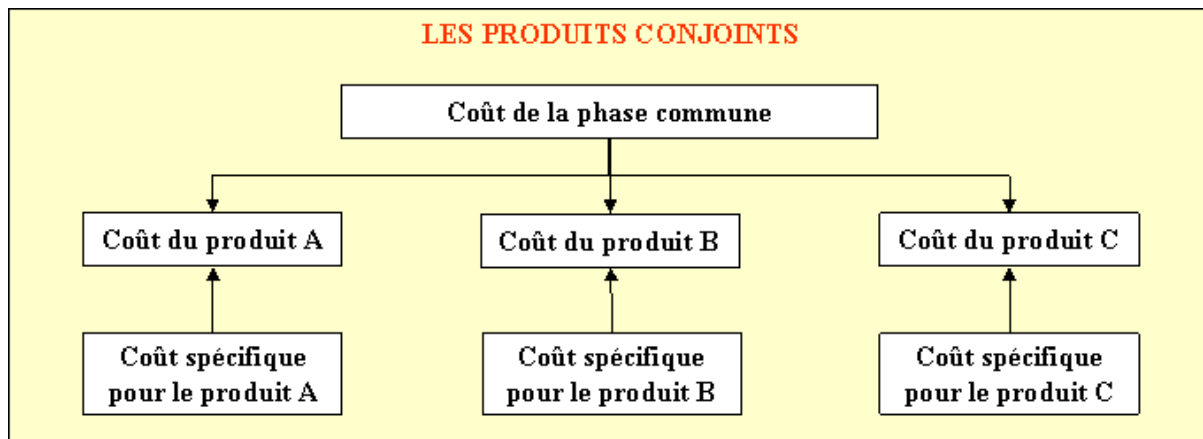 LES PRODUITS CONJOINTS
Coût de la phase commune
Coût du produit A
Coût du produit B
Coût du produit C
Coût spécifique
pour le produit A
Coût spécifique
pour le produit B
Coût spécifique
pour le produit C